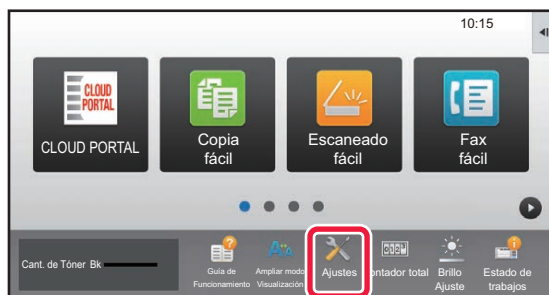 10:15
CLOUD
PORTAL
CLOUD PORTAL
Copia
fácil
Escaneado
fácil
Fax
fácil
Cant. de Tóner Bk
Guía de
Funcionamiento
Ampliar modo
Visualización
Ajustes
ontador total
Brillo
Ajuste
Estado de
trabajos